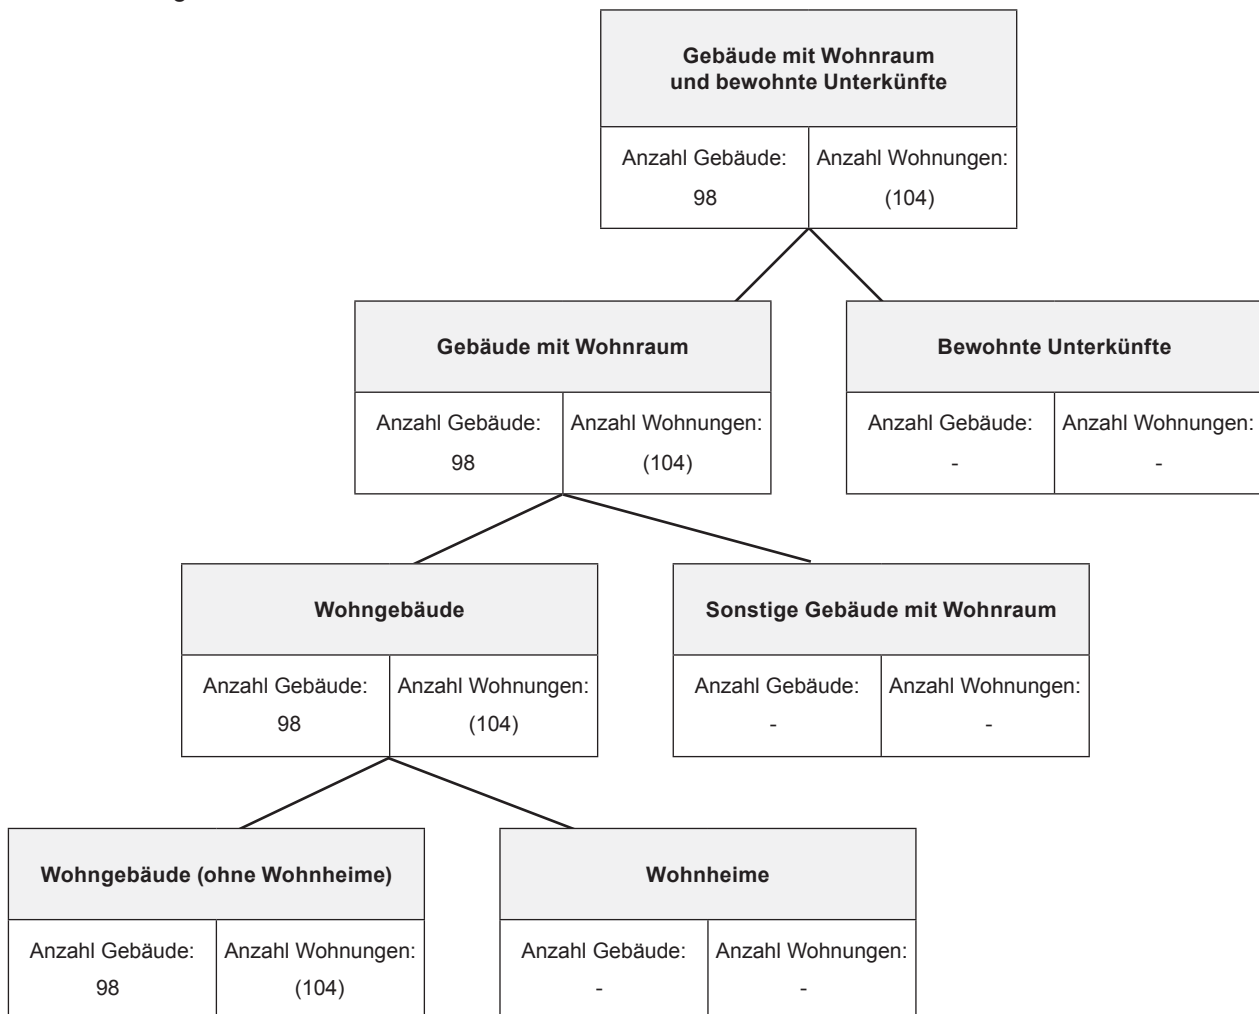 Gebäude mit Wohnraum
und bewohnte Unterkünfte
Anzahl Gebäude: Anzahl Wohnungen:
98 (104)
Gebäude mit Wohnraum
Bewohnte Unterkünfte
Anzahl Gebäude: Anzahl Wohnungen:
98 (104)
Anzahl Gebäude: Anzahl Wohnungen:
- -
Wohngebäude
Sonstige Gebäude mit Wohnraum
Anzahl Gebäude: Anzahl Wohnungen:
98 (104)
Anzahl Gebäude: Anzahl Wohnungen:
- -
Wohngebäude (ohne Wohnheime)
Wohnheime
Anzahl Gebäude: Anzahl Wohnungen:
98 (104)
Anzahl Gebäude: Anzahl Wohnungen:
- -